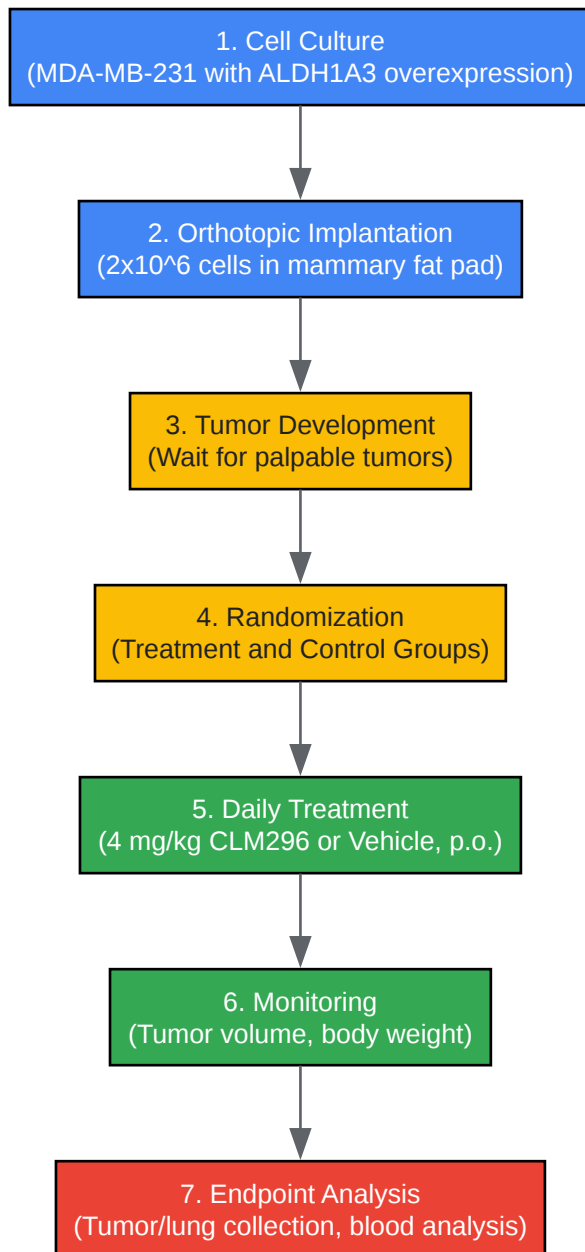 1. Cell Culture
(MDA-MB-231 with ALDH1A3 overexpression)
2. Orthotopic Implantation
(2x10^6 cells in mammary fat pad)
3. Tumor Development
(Wait for palpable tumors)
4. Randomization
(Treatment and Control Groups)
5. Daily Treatment
(4 mg/kg CLM296 or Vehicle, p.o.)
6. Monitoring
(Tumor volume, body weight)
7. Endpoint Analysis
(Tumor/lung collection, blood analysis)